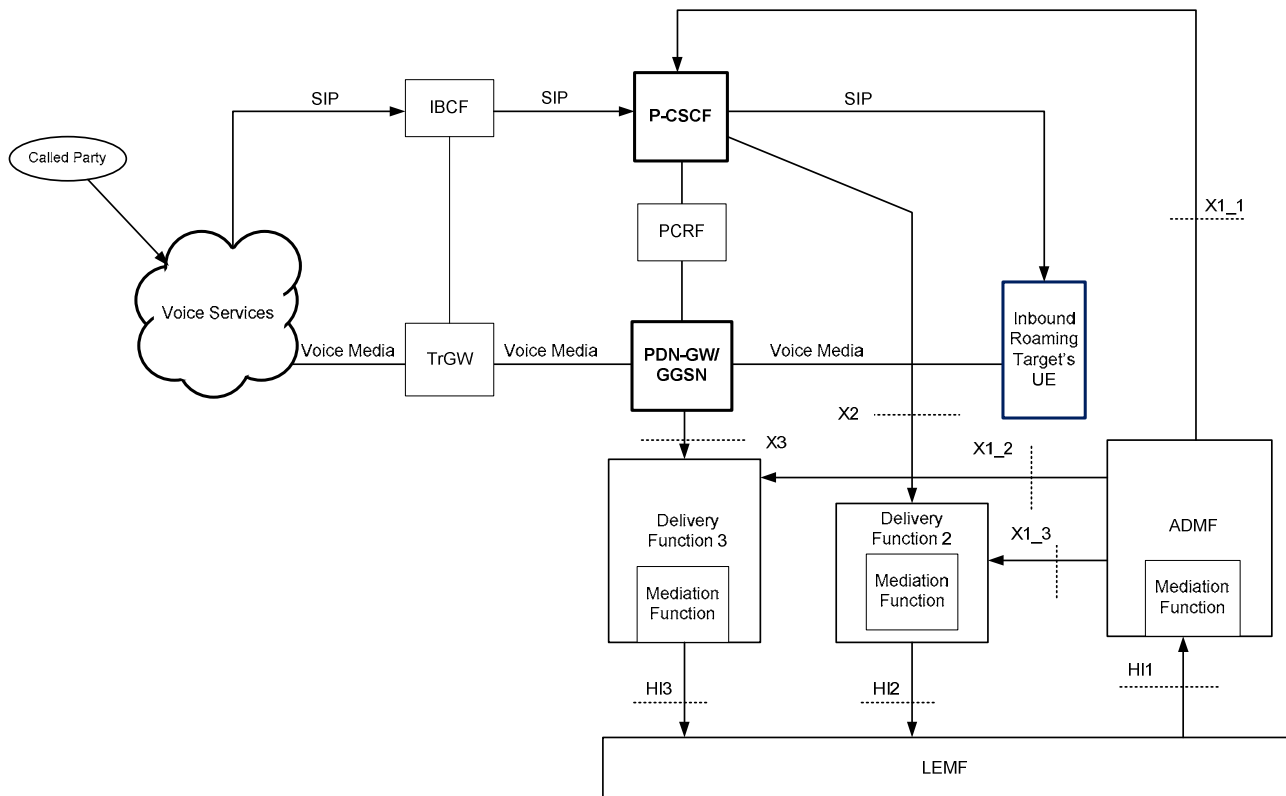 SIP
IBCF
SIP
P-CSCF
SIP
Called Party
X1_1
PCRF
Voice Services
Inbound
Roaming
Target's
UE
Voice Media
TrGW
Voice Media
PDN-GW/
GGSN
Voice Media
X2
X3
X1_2
Delivery
Function 3
Mediation
Function
Delivery
Function 2
Mediation
Function
X1_3
ADMF
Mediation
Function
HI3
HI2
HI1
LEMF